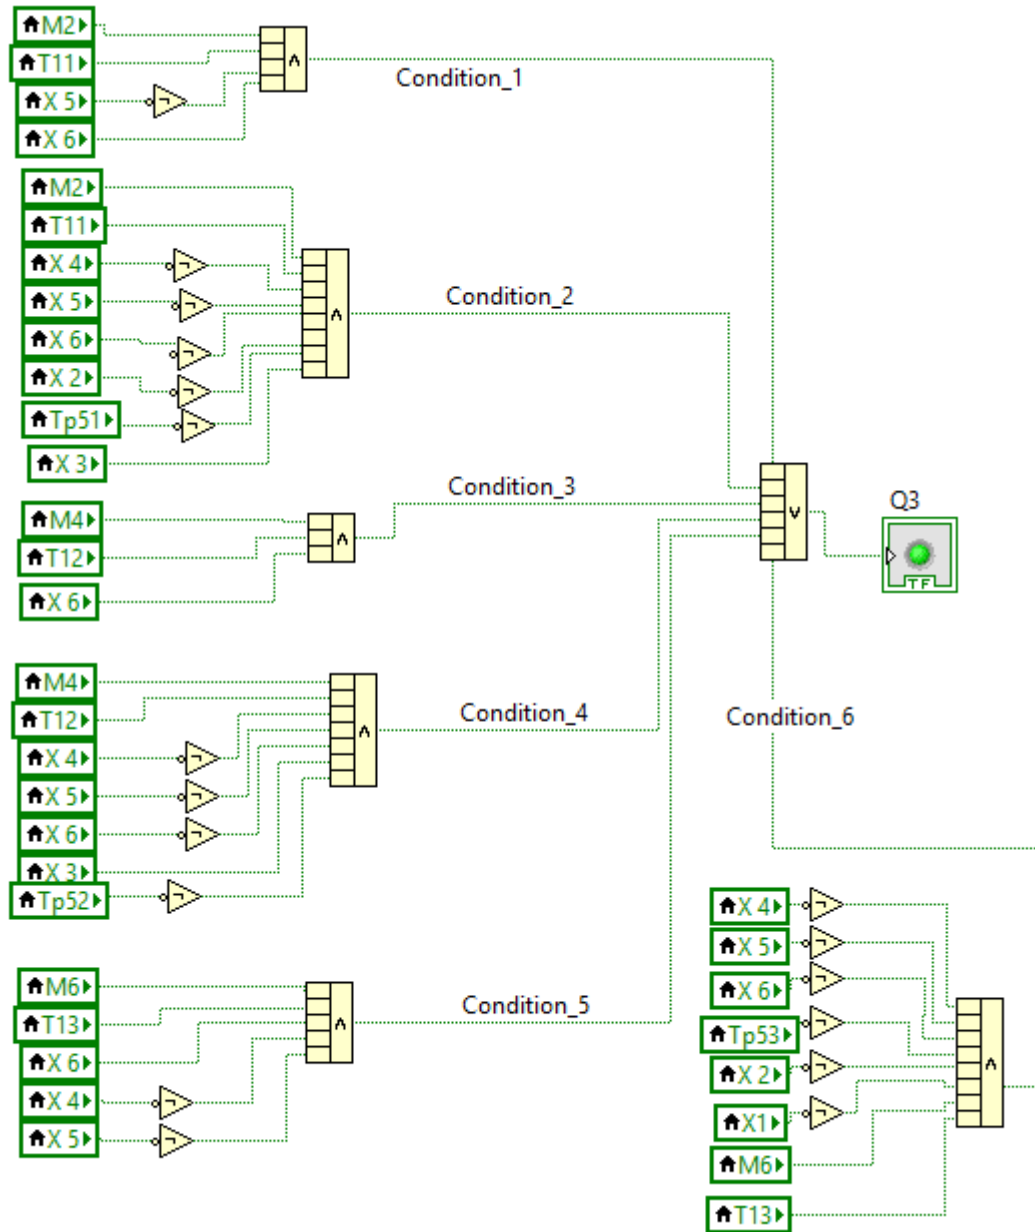 M2
T11
X 5
X 6
Condition_1
M2
T11
X 4
X 5
X 6
X 2
Tp51
X 3
Condition_2
M4
T12
X 6
Condition_3
Q3
TF
M4
T12
X 4
X 5
X 6
X 3
Tp52
Condition_4
Condition_6
M6
T13
X 6
X 4
X 5
Condition_5
X 4
X 5
X 6
Tp53
X 2
X1
M6
T13